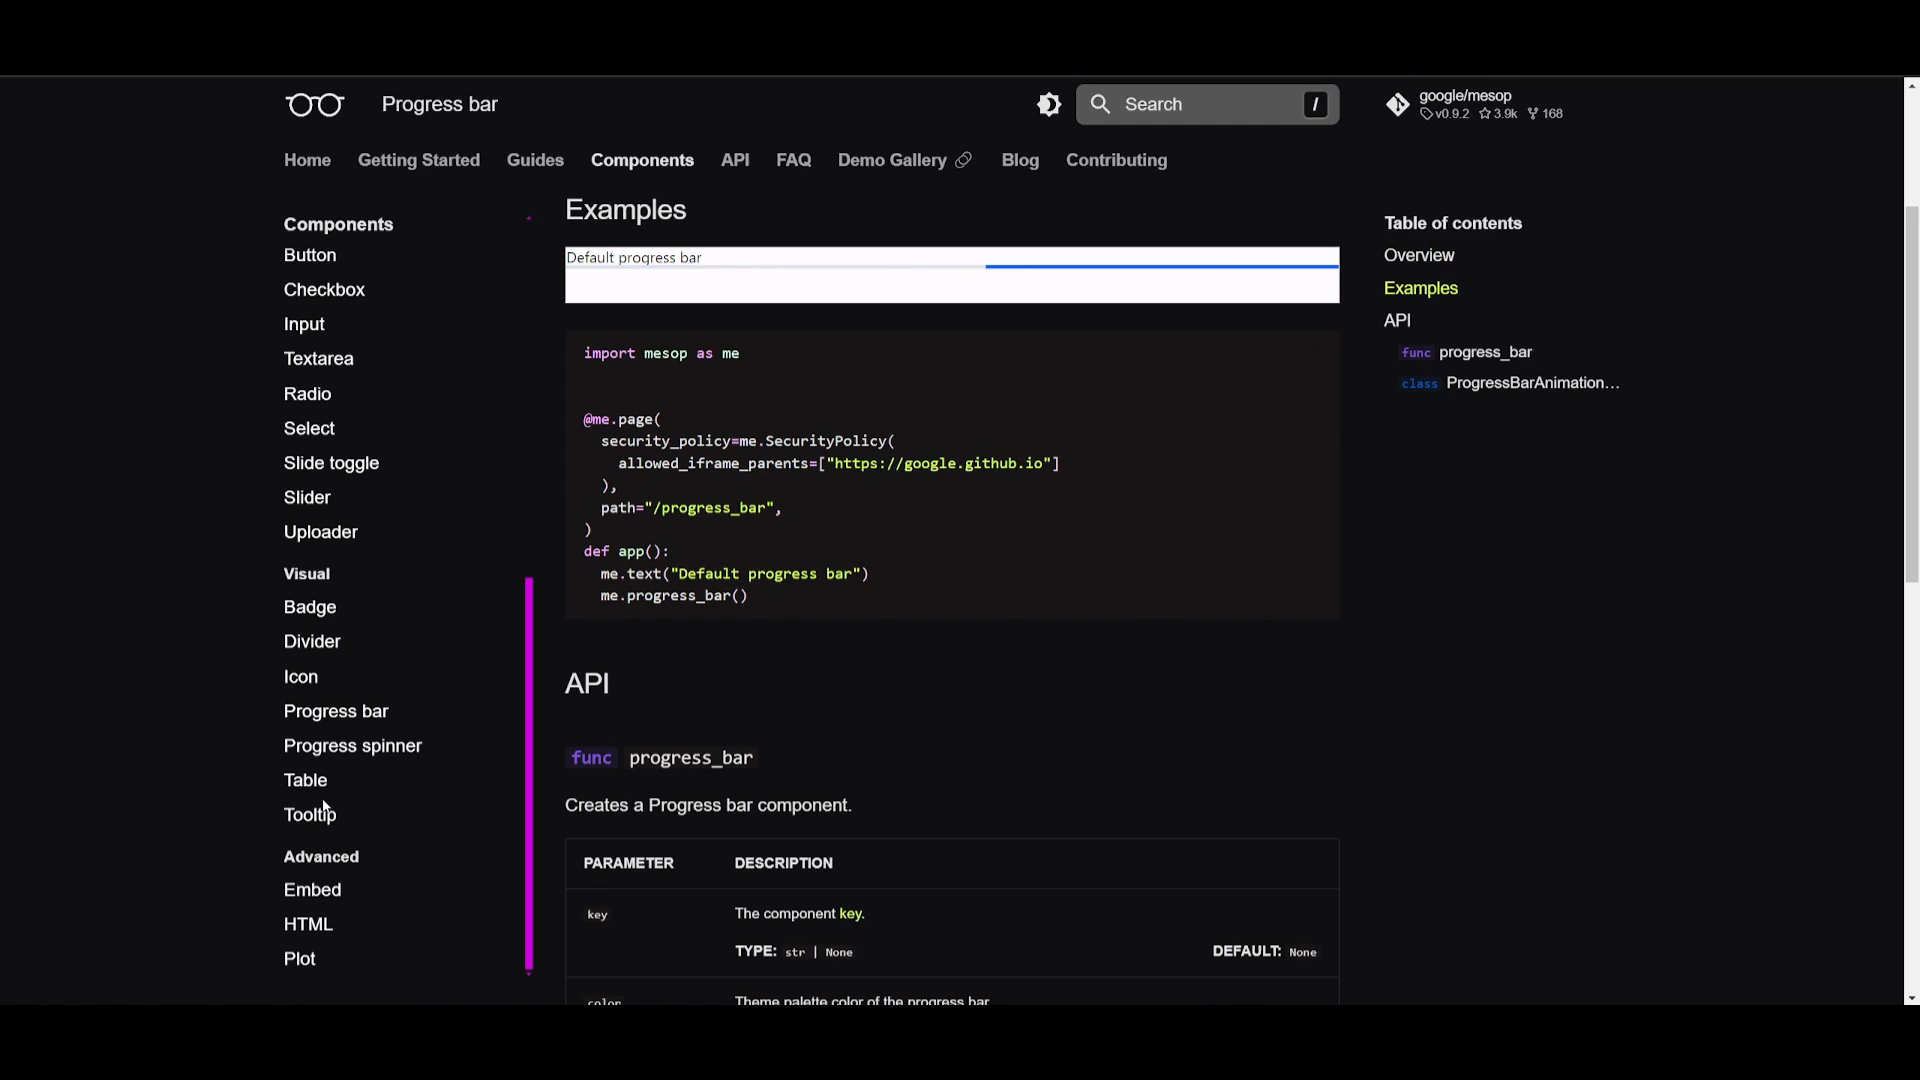 Progress bar
Search
/
google/mesop
v0.9.2 3.9k 168
Home Getting Started Guides Components API FAQ Demo Gallery Blog Contributing
Components
Button
Checkbox
Input
Textarea
Radio
Select
Slide toggle
Slider
Uploader
Visual
Badge
Divider
Icon
Progress bar
Progress spinner
Table
Tooltip
Advanced
Embed
HTML
Plot
Examples
Default progress bar
import mesop as me
@me.page(
  security_policy=me.SecurityPolicy(
    allowed_iframe_parents=["https://google.github.io"]
  ),
  path="/progress_bar",
)
def app():
  me.text("Default progress bar")
  me.progress_bar()
API
func progress_bar
Creates a Progress bar component.
PARAMETER DESCRIPTION
key The component key.
TYPE: str | None DEFAULT: None
color Theme palette color of the progress bar
Table of contents
Overview
Examples
API
func progress_bar
class ProgressBarAnimation...